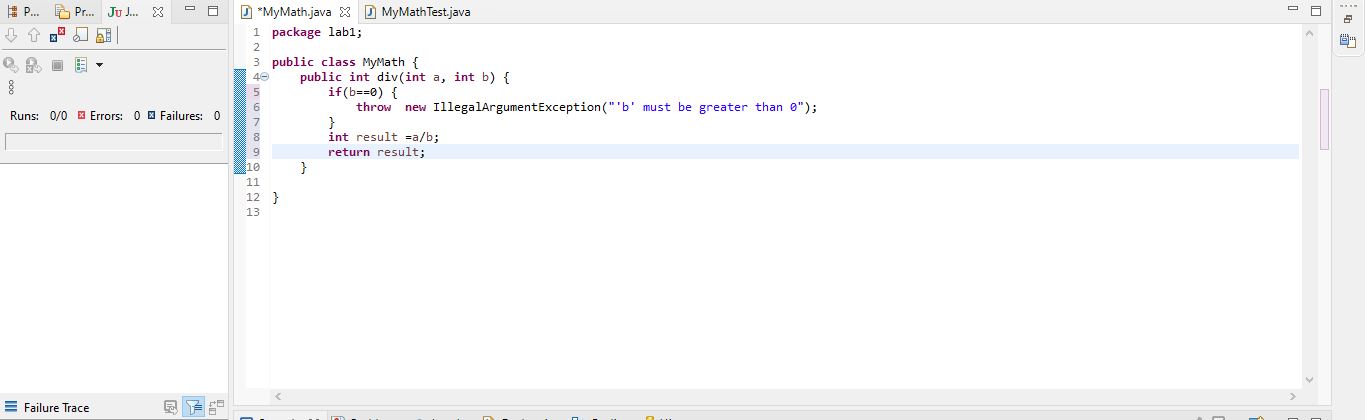 P...
Pr...
Ju J...
Runs: 0/0 Errors: 0 Failures: 0
Failure Trace
*MyMath.java
MyMathTest.java
1 package lab1;
2
3 public class MyMath {
4 public int div(int a, int b) {
5 if(b==0) {
6 throw  new IllegalArgumentException("'b' must be greater than 0");
7 }
8 int result =a/b;
9 return result;
10 }
11
12 }
13